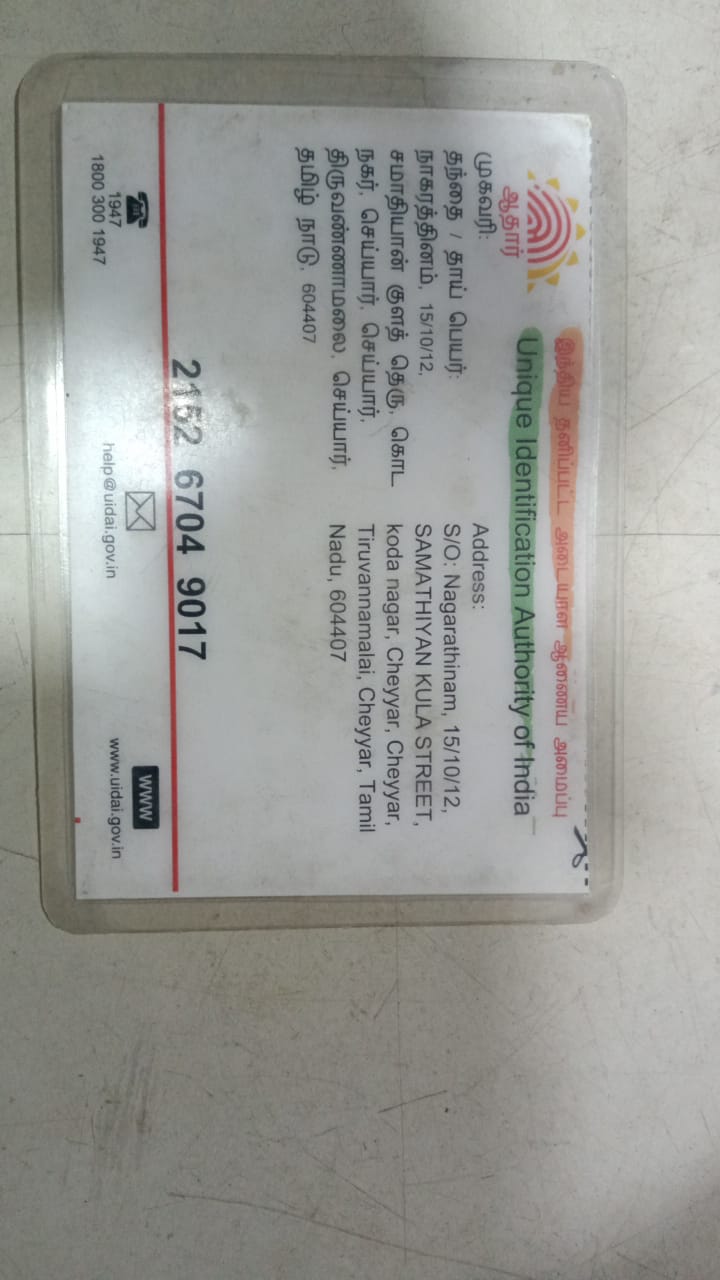 இந்திய தனிப்பட்ட அடையாள ஆணைய அமைப்பு
Unique Identification Authority of India
ஆதார்
முகவரி:
தந்தை / தாய் பெயர்:
நாகரத்தினம், 15/10/12,
சமாதியான் குளத் தெரு, கொட
நகர், செய்யார், செய்யார்,
திருவண்ணாமலை, செய்யார்,
தமிழ் நாடு, 604407
Address:
S/O: Nagarathinam, 15/10/12,
SAMATHIYAN KULA STREET,
koda nagar, Cheyyar, Cheyyar,
Tiruvannamalai, Cheyyar, Tamil
Nadu, 604407
2152 6704 9017
1947
1800 300 1947
help@uidai.gov.in
WWW
www.uidai.gov.in